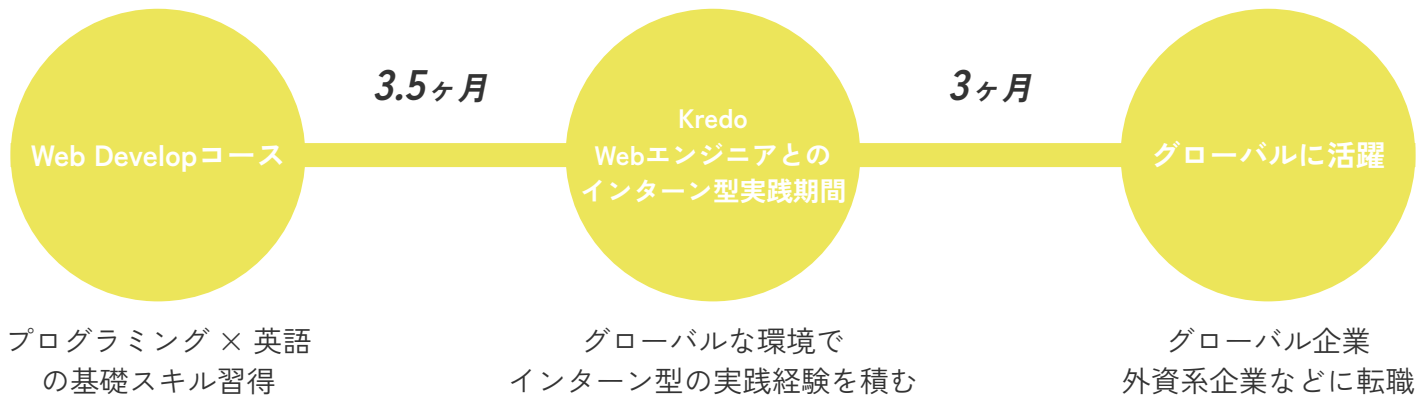 Web Developコース
3.5ヶ月
Kredo
Webエンジニアとの
インターン型実践期間
3ヶ月
グローバルに活躍
プログラミング × 英語
の基礎スキル習得
グローバルな環境で
インターン型の実践経験を積む
グローバル企業
外資系企業などに転職